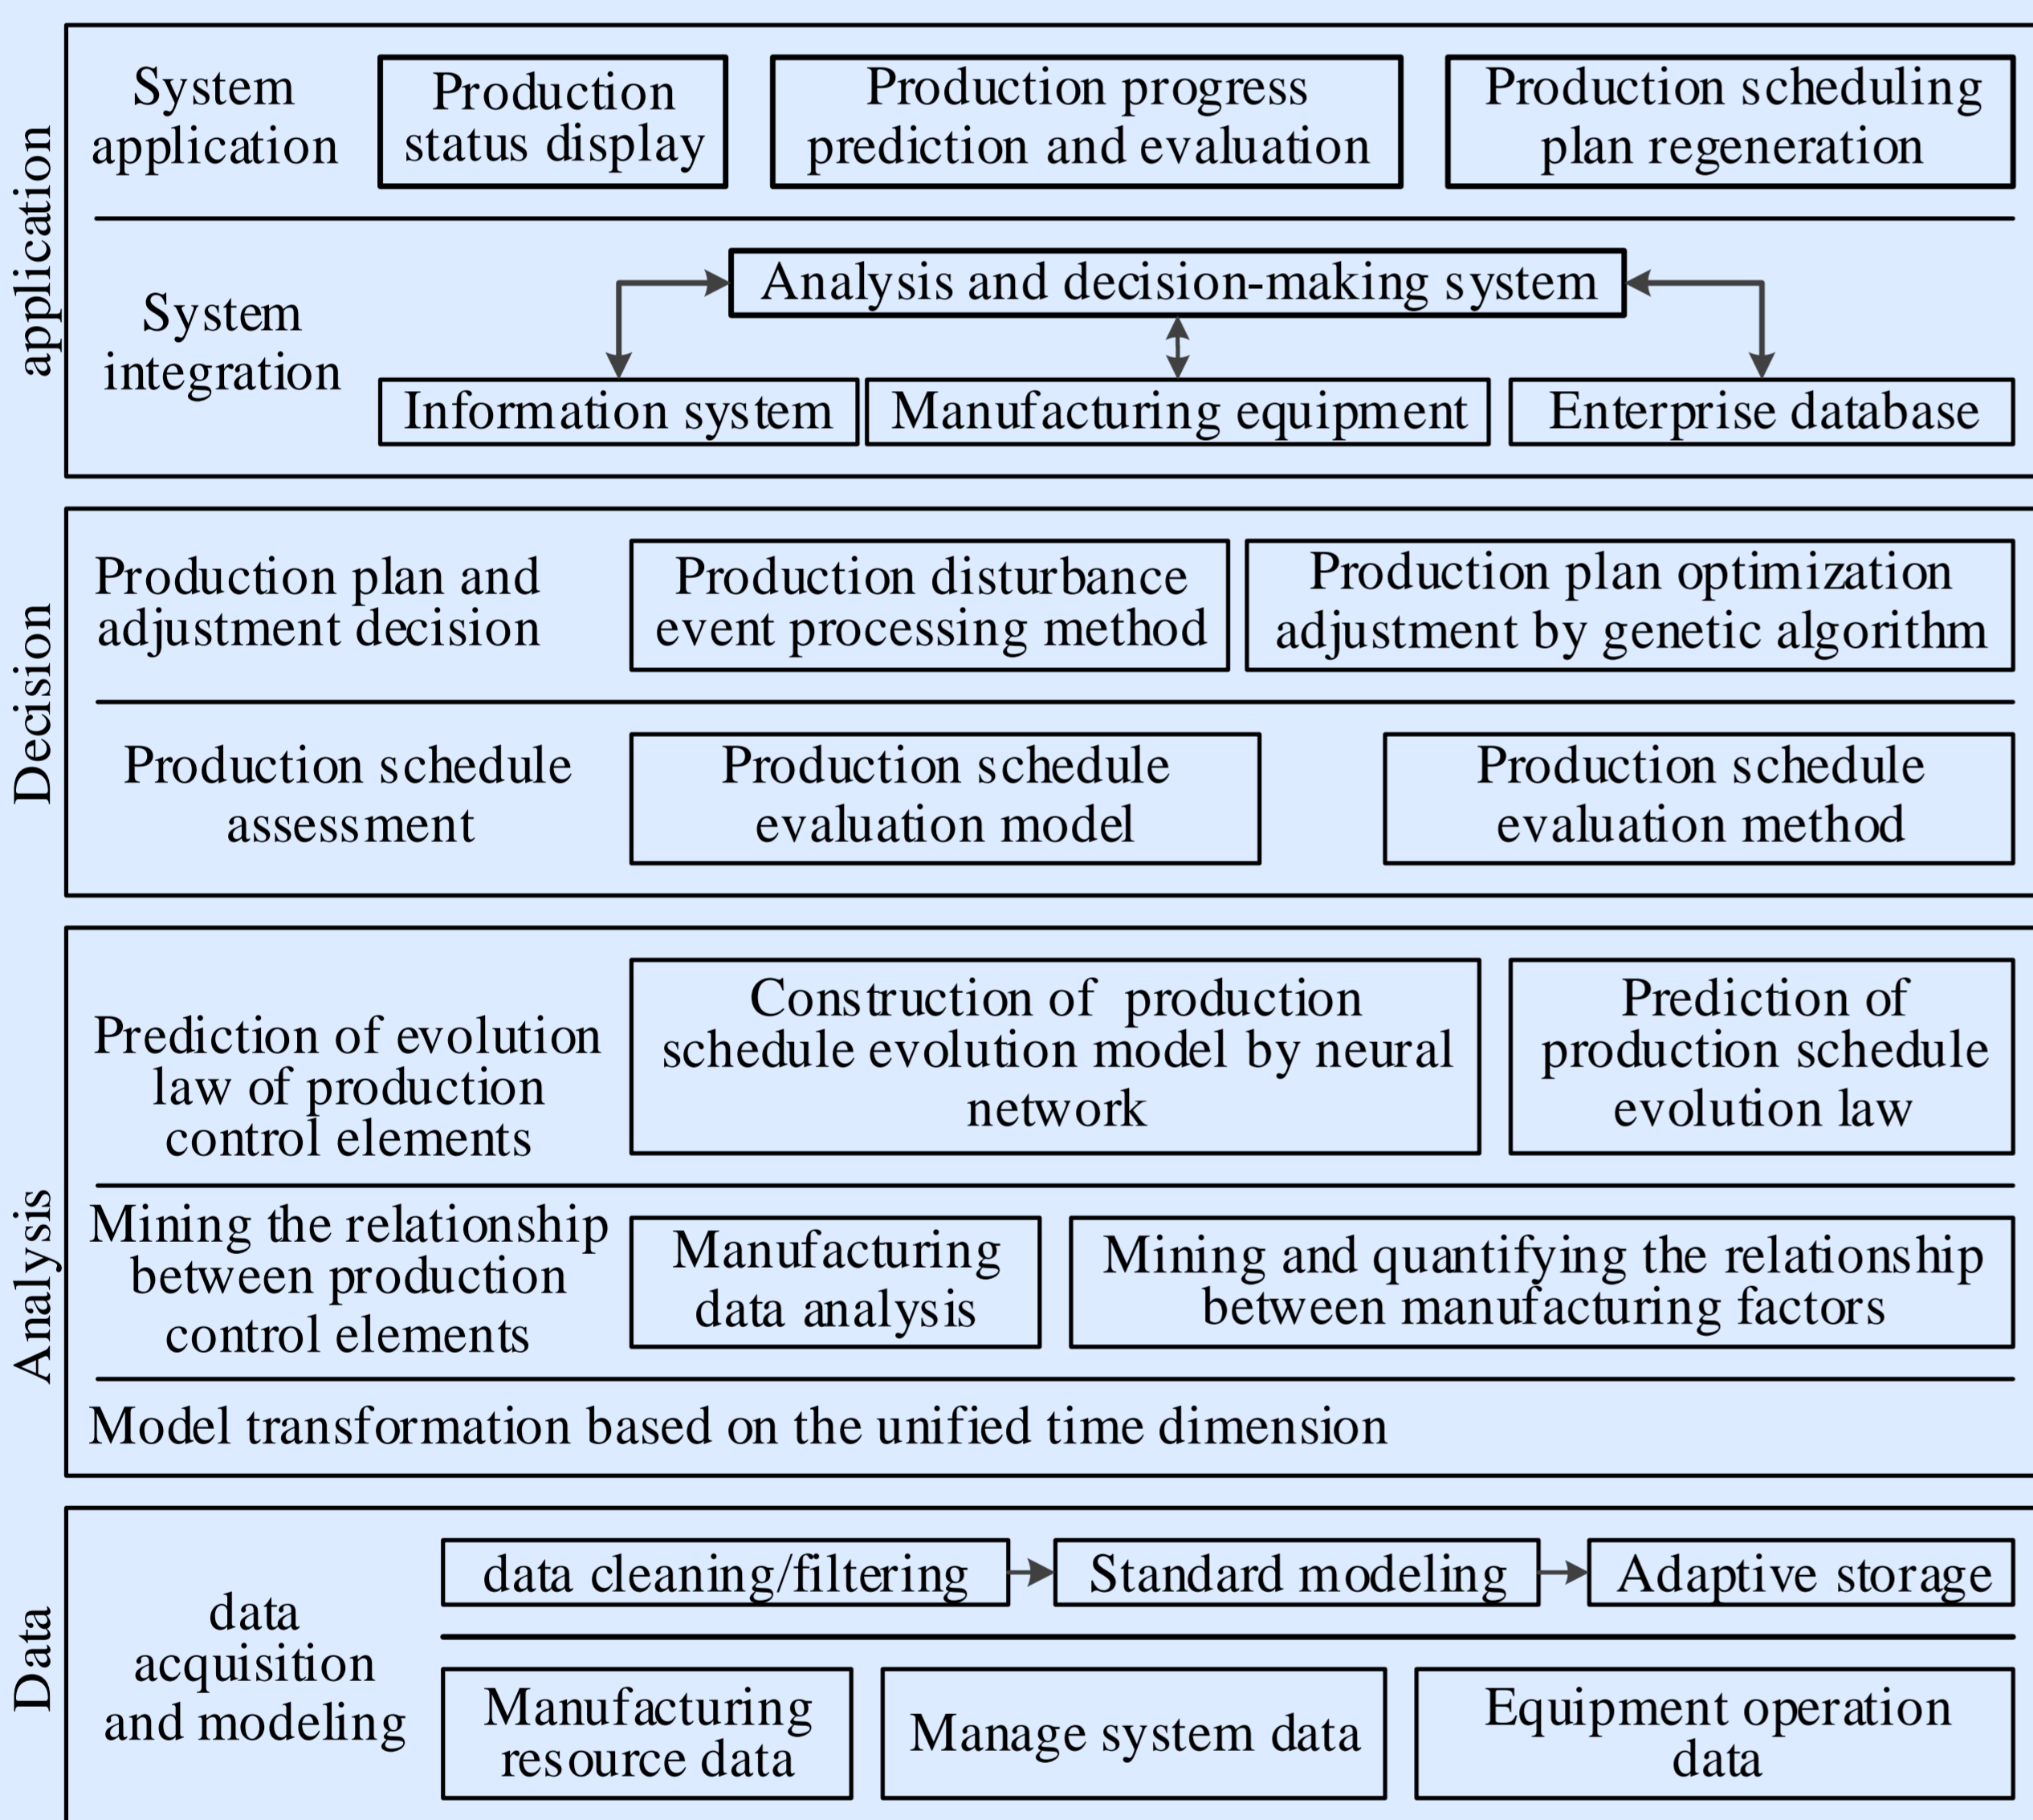 application
System
application
Production
status display
Production progress
prediction and evaluation
Production scheduling
plan regeneration
System
integration
Analysis and decision-making system
Information system
Manufacturing equipment
Enterprise database
Decision
Production plan and
adjustment decision
Production disturbance
event processing method
Production plan optimization
adjustment by genetic algorithm
Production schedule
assessment
Production schedule
evaluation model
Production schedule
evaluation method
Analysis
Prediction of evolution
law of production
control elements
Construction of production
schedule evolution model by neural
network
Prediction of
production schedule
evolution law
Mining the relationship
between production
control elements
Manufacturing
data analysis
Mining and quantifying the relationship
between manufacturing factors
Model transformation based on the unified time dimension
Data
data
acquisition
and modeling
data cleaning/filtering
Standard modeling
Adaptive storage
Manufacturing
resource data
Manage system data
Equipment operation
data